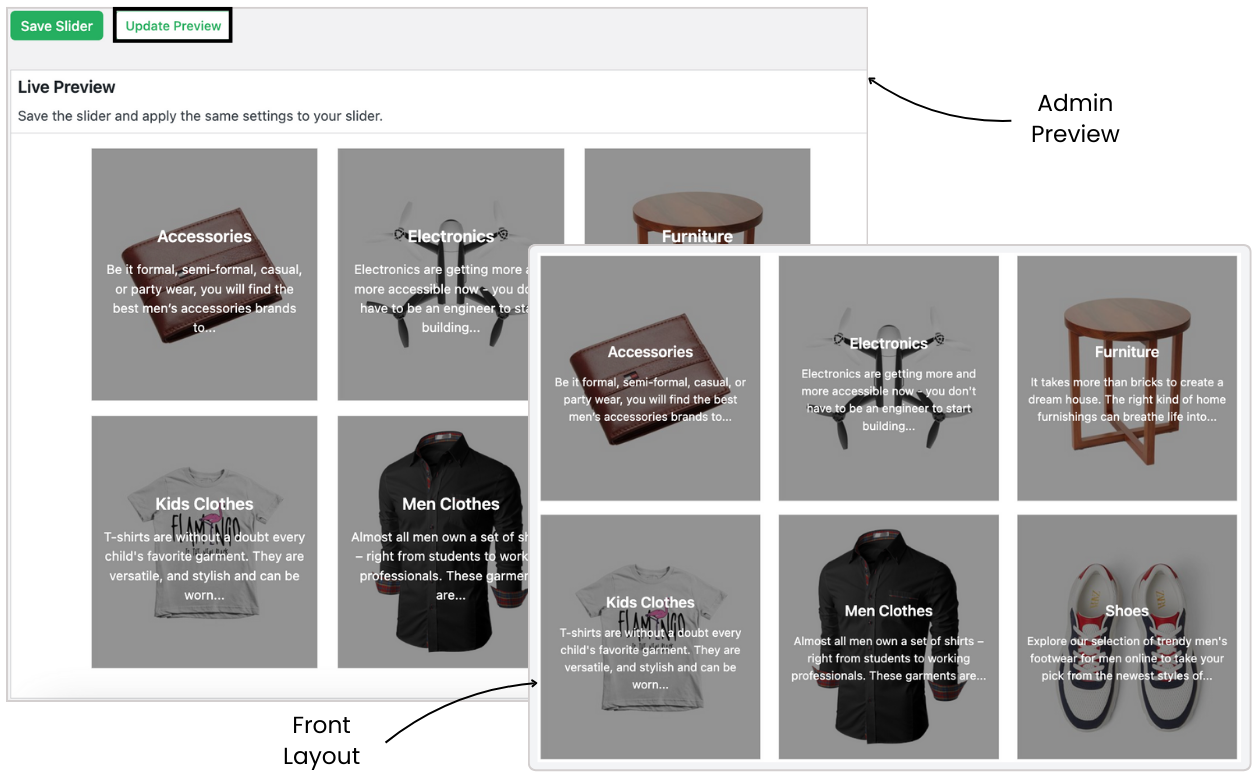 Save Slider Update Preview
Live Preview
Save the slider and apply the same settings to your slider.
Admin
Preview
Accessories
Be it formal, semi-formal, casual,
or party wear, you will find the
best men's accessories brands
to...
Electronics
Electronics are getting more
more accessible now - you do
have to be an engineer to sta
building...
Furniture
Kids Clothes
T-shirts are without a doubt every
child's favorite garment. They are
versatile, and stylish and can be
worn...
FLAMINGO
Men Clothes
Almost all men own a set of sh
– right from students to work
professionals. These garmen
are...
Accessories
Be it formal, semi-formal, casual, or
party wear, you will find the best
men's accessories brands to...
Electronics
Electronics are getting more and
more accessible now - you don't
have to be an engineer to start
building...
Furniture
It takes more than bricks to create a
dream house. The right kind of home
furnishings can breathe life into...
Kids Clothes
T-shirts are without a doubt every
child's favorite garment. They are
versatile, and stylish and can be
worn...
FLAMINGO
Men Clothes
Almost all men own a set of shirts –
right from students to working
professionals. These garments are...
Shoes
Explore our selection of trendy men's
footwear for men online to take your
pick from the newest styles of...
Front
Layout